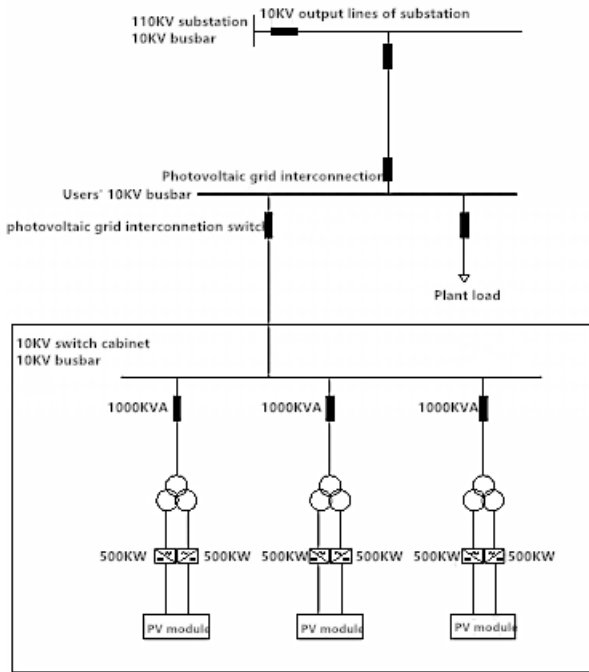 110KV substation
10KV busbar
10KV output lines of substation
Photovoltaic grid interconnection
Users' 10KV busbar
photovoltaic grid interconnetion switch
Plant load
10KV switch cabinet
10KV busbar
1000KVA
1000KVA
1000KVA
500KW
500KW
500KW
500KW
500KW
500KW
PV module
PV module
PV module